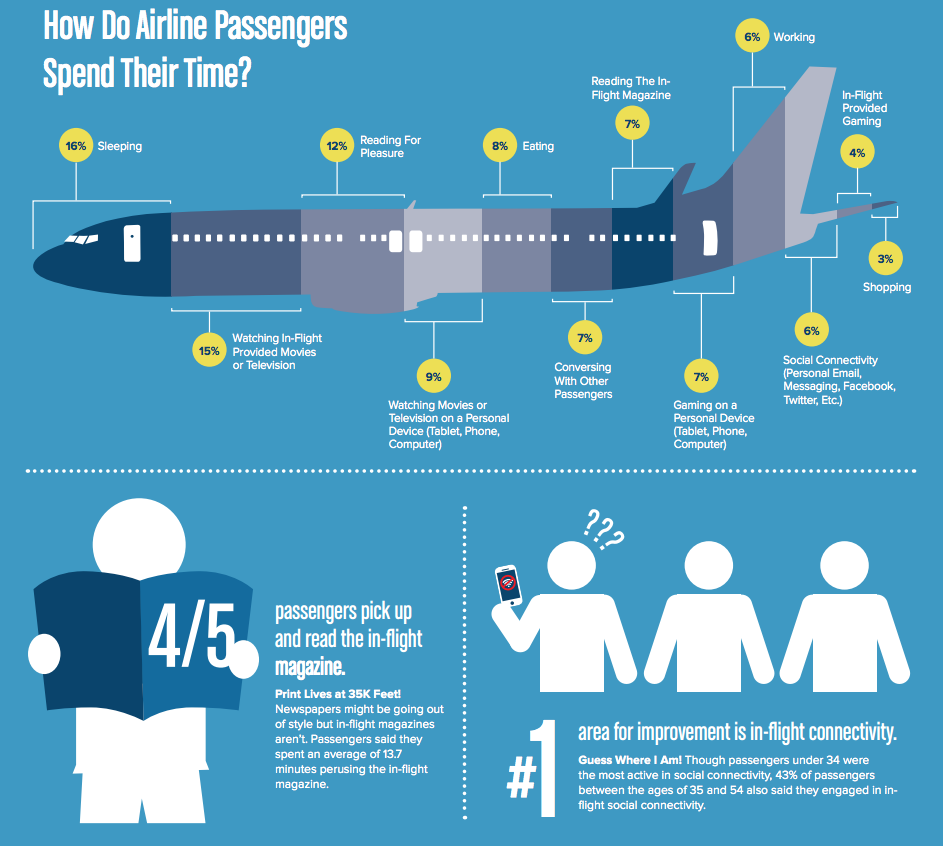 How Do Airline Passengers
Spend Their Time?
6% Working
Reading The In-
Flight Magazine
7%
In-Flight
Provided
Gaming
4%
16% Sleeping
12% Reading For
Pleasure
8% Eating
3%
Shopping
15% Watching In-Flight
Provided Movies
or Television
9%
Watching Movies or
Television on a Personal
Device (Tablet, Phone,
Computer)
7%
Conversing
With Other
Passengers
7%
Gaming on a
Personal Device
(Tablet, Phone,
Computer)
6%
Social Connectivity
(Personal Email,
Messaging, Facebook,
Twitter, Etc.)
4/5
passengers pick up
and read the in-flight
magazine.
Print Lives at 35K Feet!
Newspapers might be going out
of style but in-flight magazines
aren't. Passengers said they
spent an average of 13.7
minutes perusing the in-flight
magazine.
???
#1
area for improvement is in-flight connectivity.
Guess Where I Am! Though passengers under 34 were
the most active in social connectivity, 43% of passengers
between the ages of 35 and 54 also said they engaged in in-
flight social connectivity.